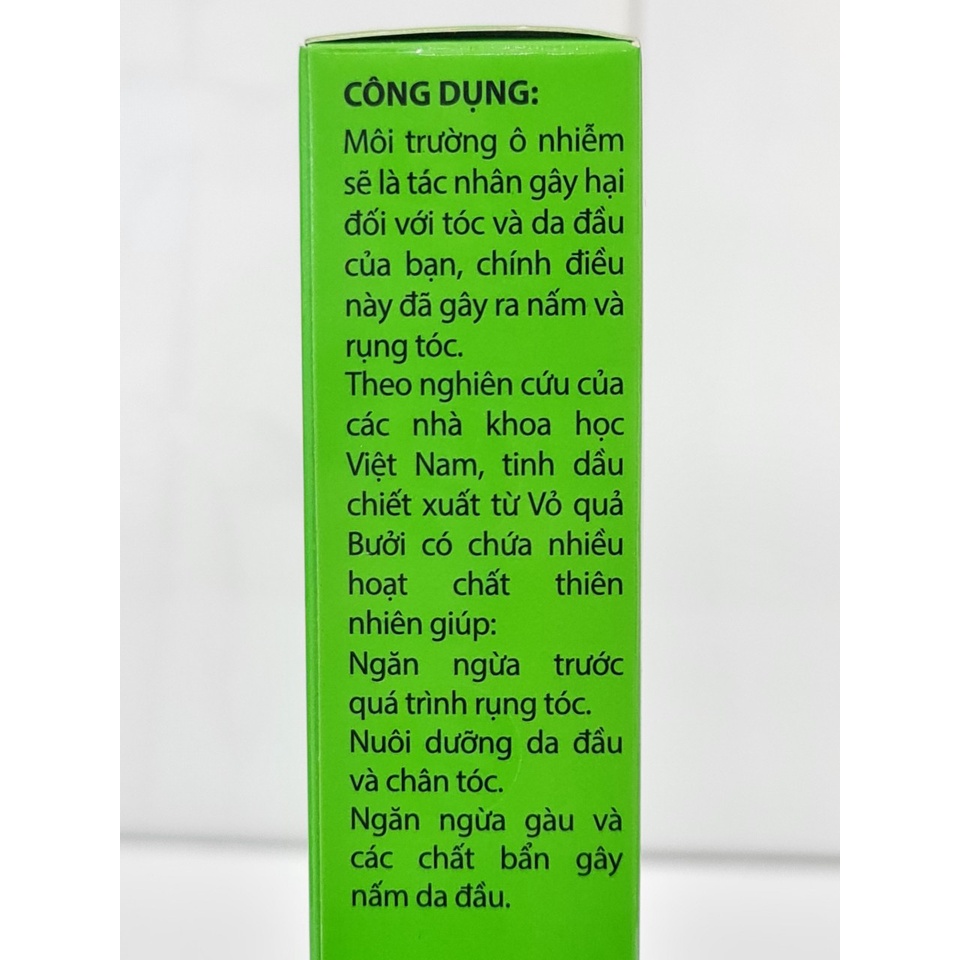 CÔNG DỤNG:
Môi trường ô nhiễm
sẽ là tác nhân gây hại
đối với tóc và da đầu
của bạn, chính điều
này đã gây ra nấm và
rụng tóc.
Theo nghiên cứu của
các nhà khoa học
Việt Nam, tinh dầu
chiết xuất từ Vỏ quả
Bưởi có chứa nhiều
hoạt chất thiên
nhiên giúp:
Ngăn ngừa trước
quá trình rụng tóc.
Nuôi dưỡng da đầu
và chân tóc.
Ngăn ngừa gàu và
các chất bẩn gây
nấm da đầu.